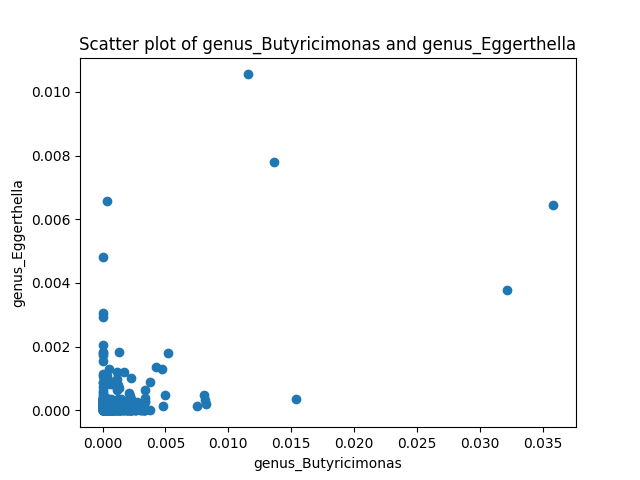 Scatter plot of genus_Butyricimonas and genus_Eggerthella
0.010
0.008
0.006
0.004
0.002
0.000
genus_Eggerthella
0.000 0.005 0.010 0.015 0.020 0.025 0.030 0.035
genus_Butyricimonas